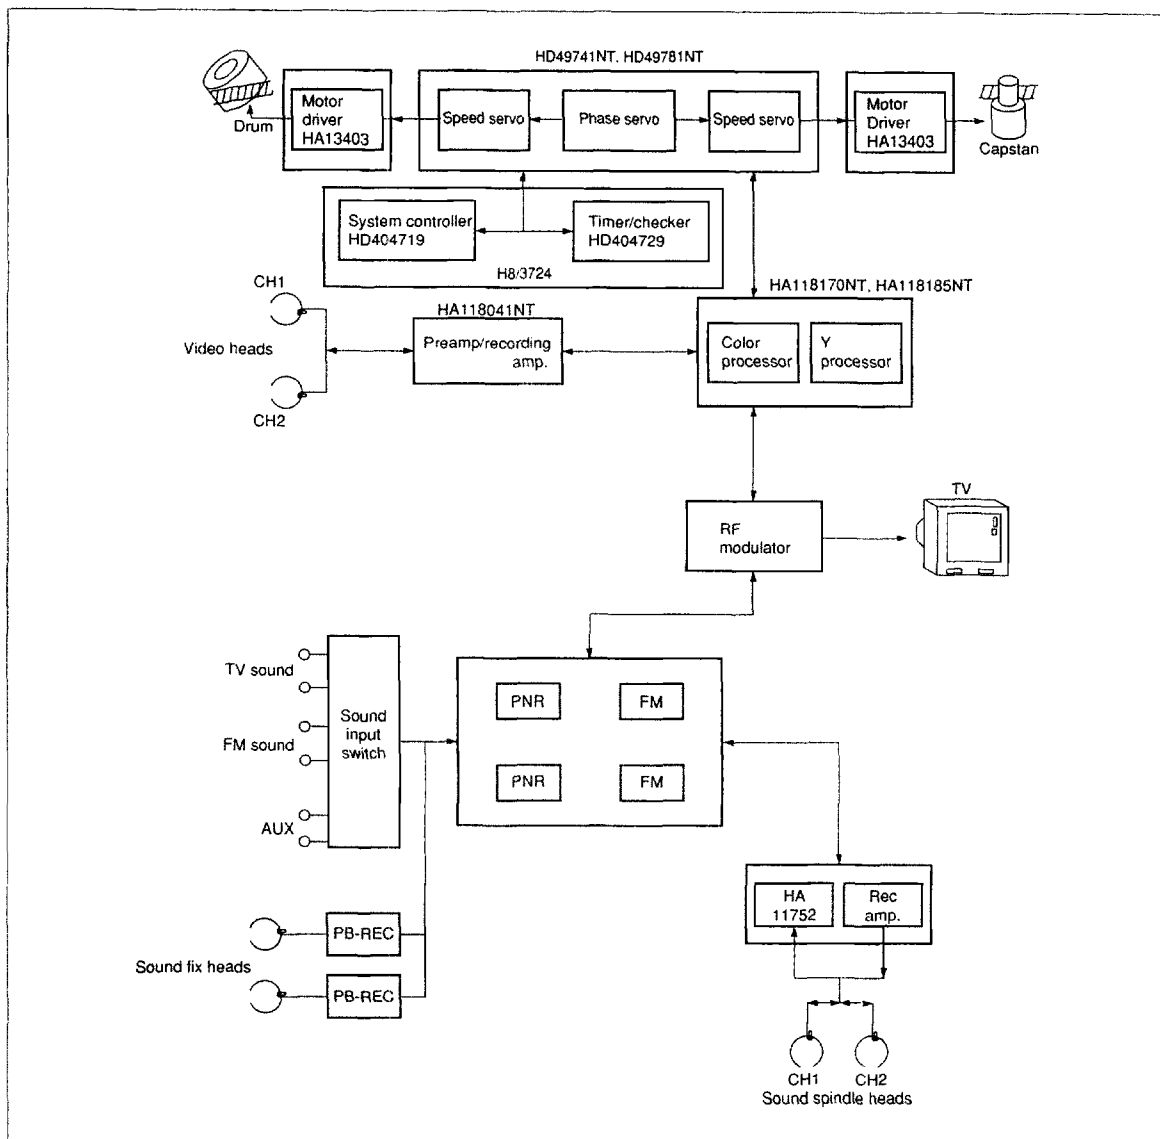 HD49741NT, HD49781NT
Drum
Motor
driver
HA13403
Speed servo
Phase servo
Speed servo
Motor
Driver
HA13403
Capstan
System controller
HD404719
Timer/checker
HD404729
H8/3724
CH1
Video heads
CH2
HA118041NT
Preamp/recording
amp.
HA118170NT, HA118185NT
Color
processor
Y
processor
RF
modulator
TV
TV sound
FM sound
AUX
Sound
input
switch
PNR
FM
PNR
FM
HA
11752
Rec
amp.
Sound fix heads
PB-REC
PB-REC
CH1
CH2
Sound spindle heads